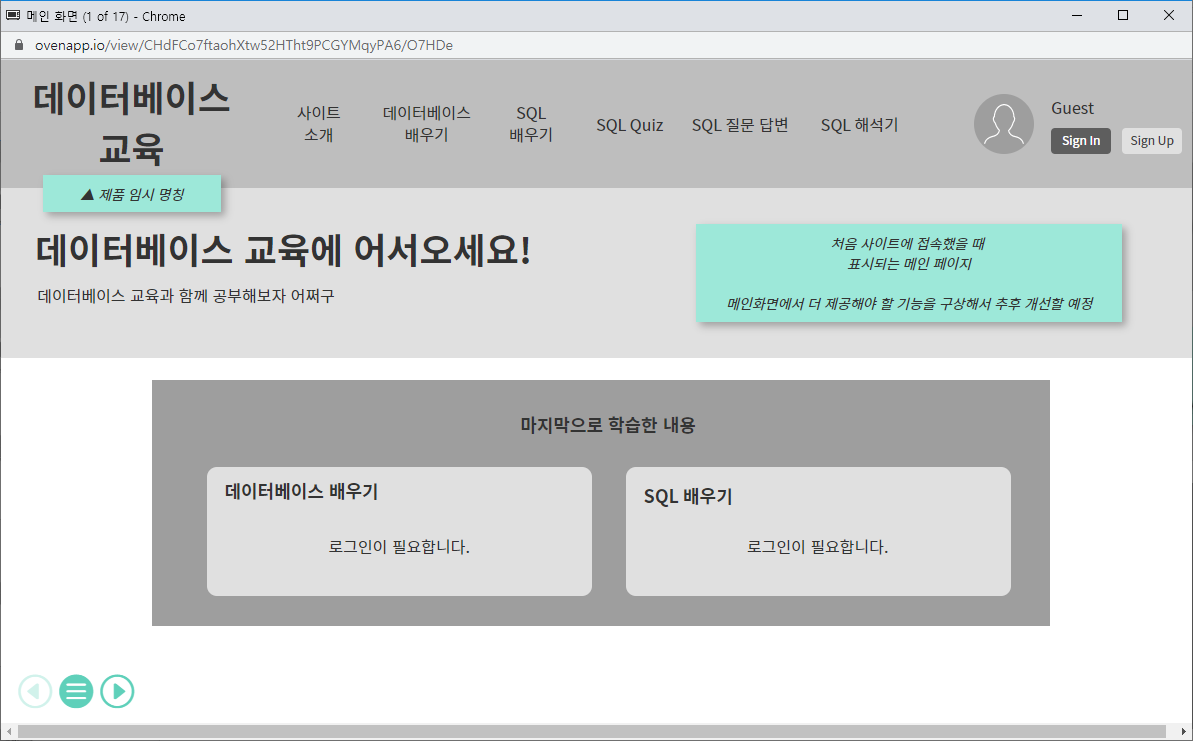 메인 화면 (1 of 17) - Chrome
ovenapp.io/view/CHdFCo7ftaohXtw52HTht9PCGYMqyPA6/O7HDe
데이터베이스
교육
사이트
소개
데이터베이스
배우기
SQL
배우기
SQL Quiz
SQL 질문 답변
SQL 해석기
Guest
Sign In
Sign Up
▲ 제품 임시 명칭
데이터베이스 교육에 어서오세요!
데이터베이스 교육과 함께 공부해보자 어쩌구
처음 사이트에 접속했을 때
표시되는 메인 페이지
메인화면에서 더 제공해야 할 기능을 구상해서 추후 개선할 예정
마지막으로 학습한 내용
데이터베이스 배우기
로그인이 필요합니다.
SQL 배우기
로그인이 필요합니다.